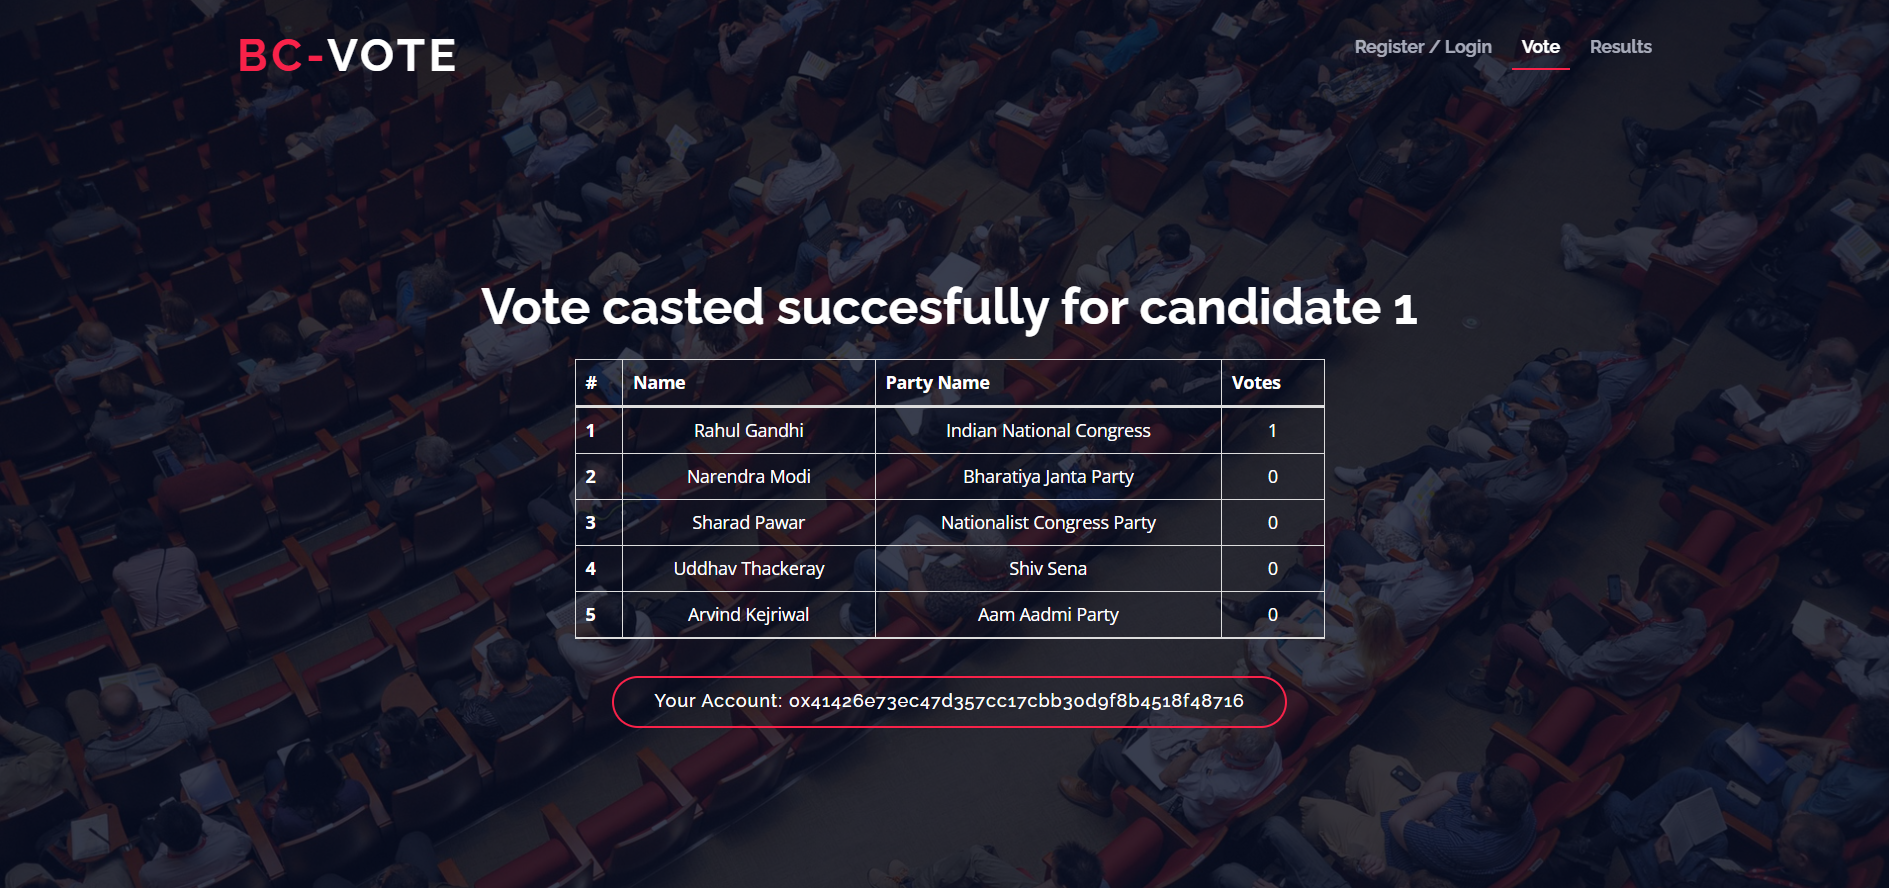 BC-VOTE
Register / Login Vote Results
Vote casted succesfully for candidate 1
# Name Party Name Votes
1 Rahul Gandhi Indian National Congress 1
2 Narendra Modi Bharatiya Janta Party 0
3 Sharad Pawar Nationalist Congress Party 0
4 Uddhav Thackeray Shiv Sena 0
5 Arvind Kejriwal Aam Aadmi Party 0
Your Account: 0x41426e73ec47d357cc17cbb30d9f8b4518f48716